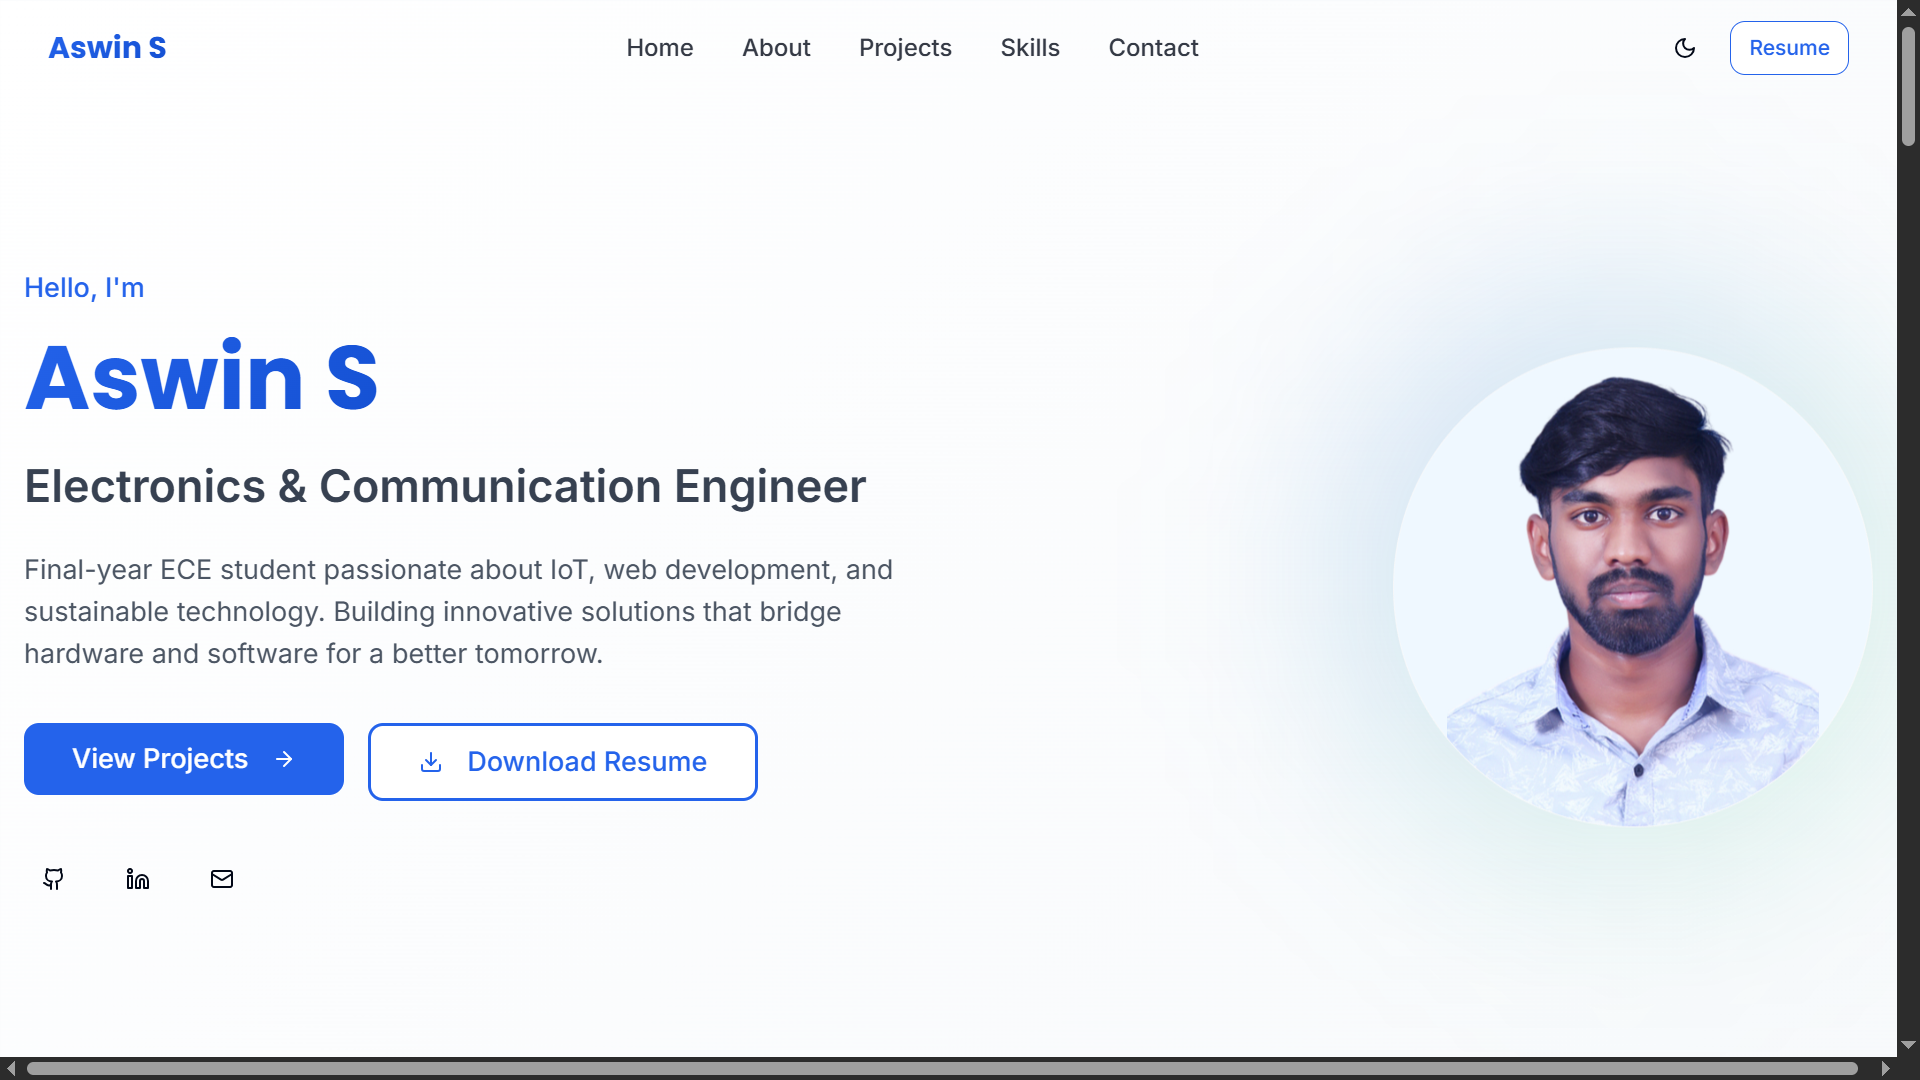 Aswin S
Home
About
Projects
Skills
Contact
Resume
Hello, I'm
Aswin S
Electronics & Communication Engineer
Final-year ECE student passionate about IoT, web development, and
sustainable technology. Building innovative solutions that bridge
hardware and software for a better tomorrow.
View Projects
Download Resume